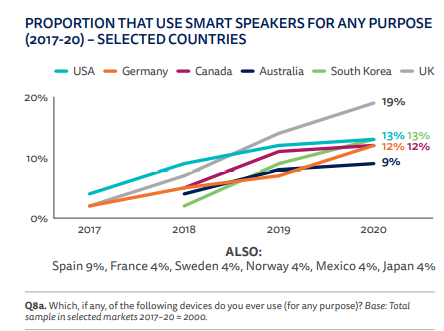 PROPORTION THAT USE SMART SPEAKERS FOR ANY PURPOSE
(2017-20) – SELECTED COUNTRIES
USA Germany Canada Australia South Korea UK
20%
19%
13% 13%
12% 12%
10%
9%
0%
2017 2018 2019 2020
ALSO:
Spain 9%, France 4%, Sweden 4%, Norway 4%, Mexico 4%, Japan 4%
Q8a. Which, if any, of the following devices do you ever use (for any purpose)? Base: Total
sample in selected markets 2017–20 ≈ 2000.